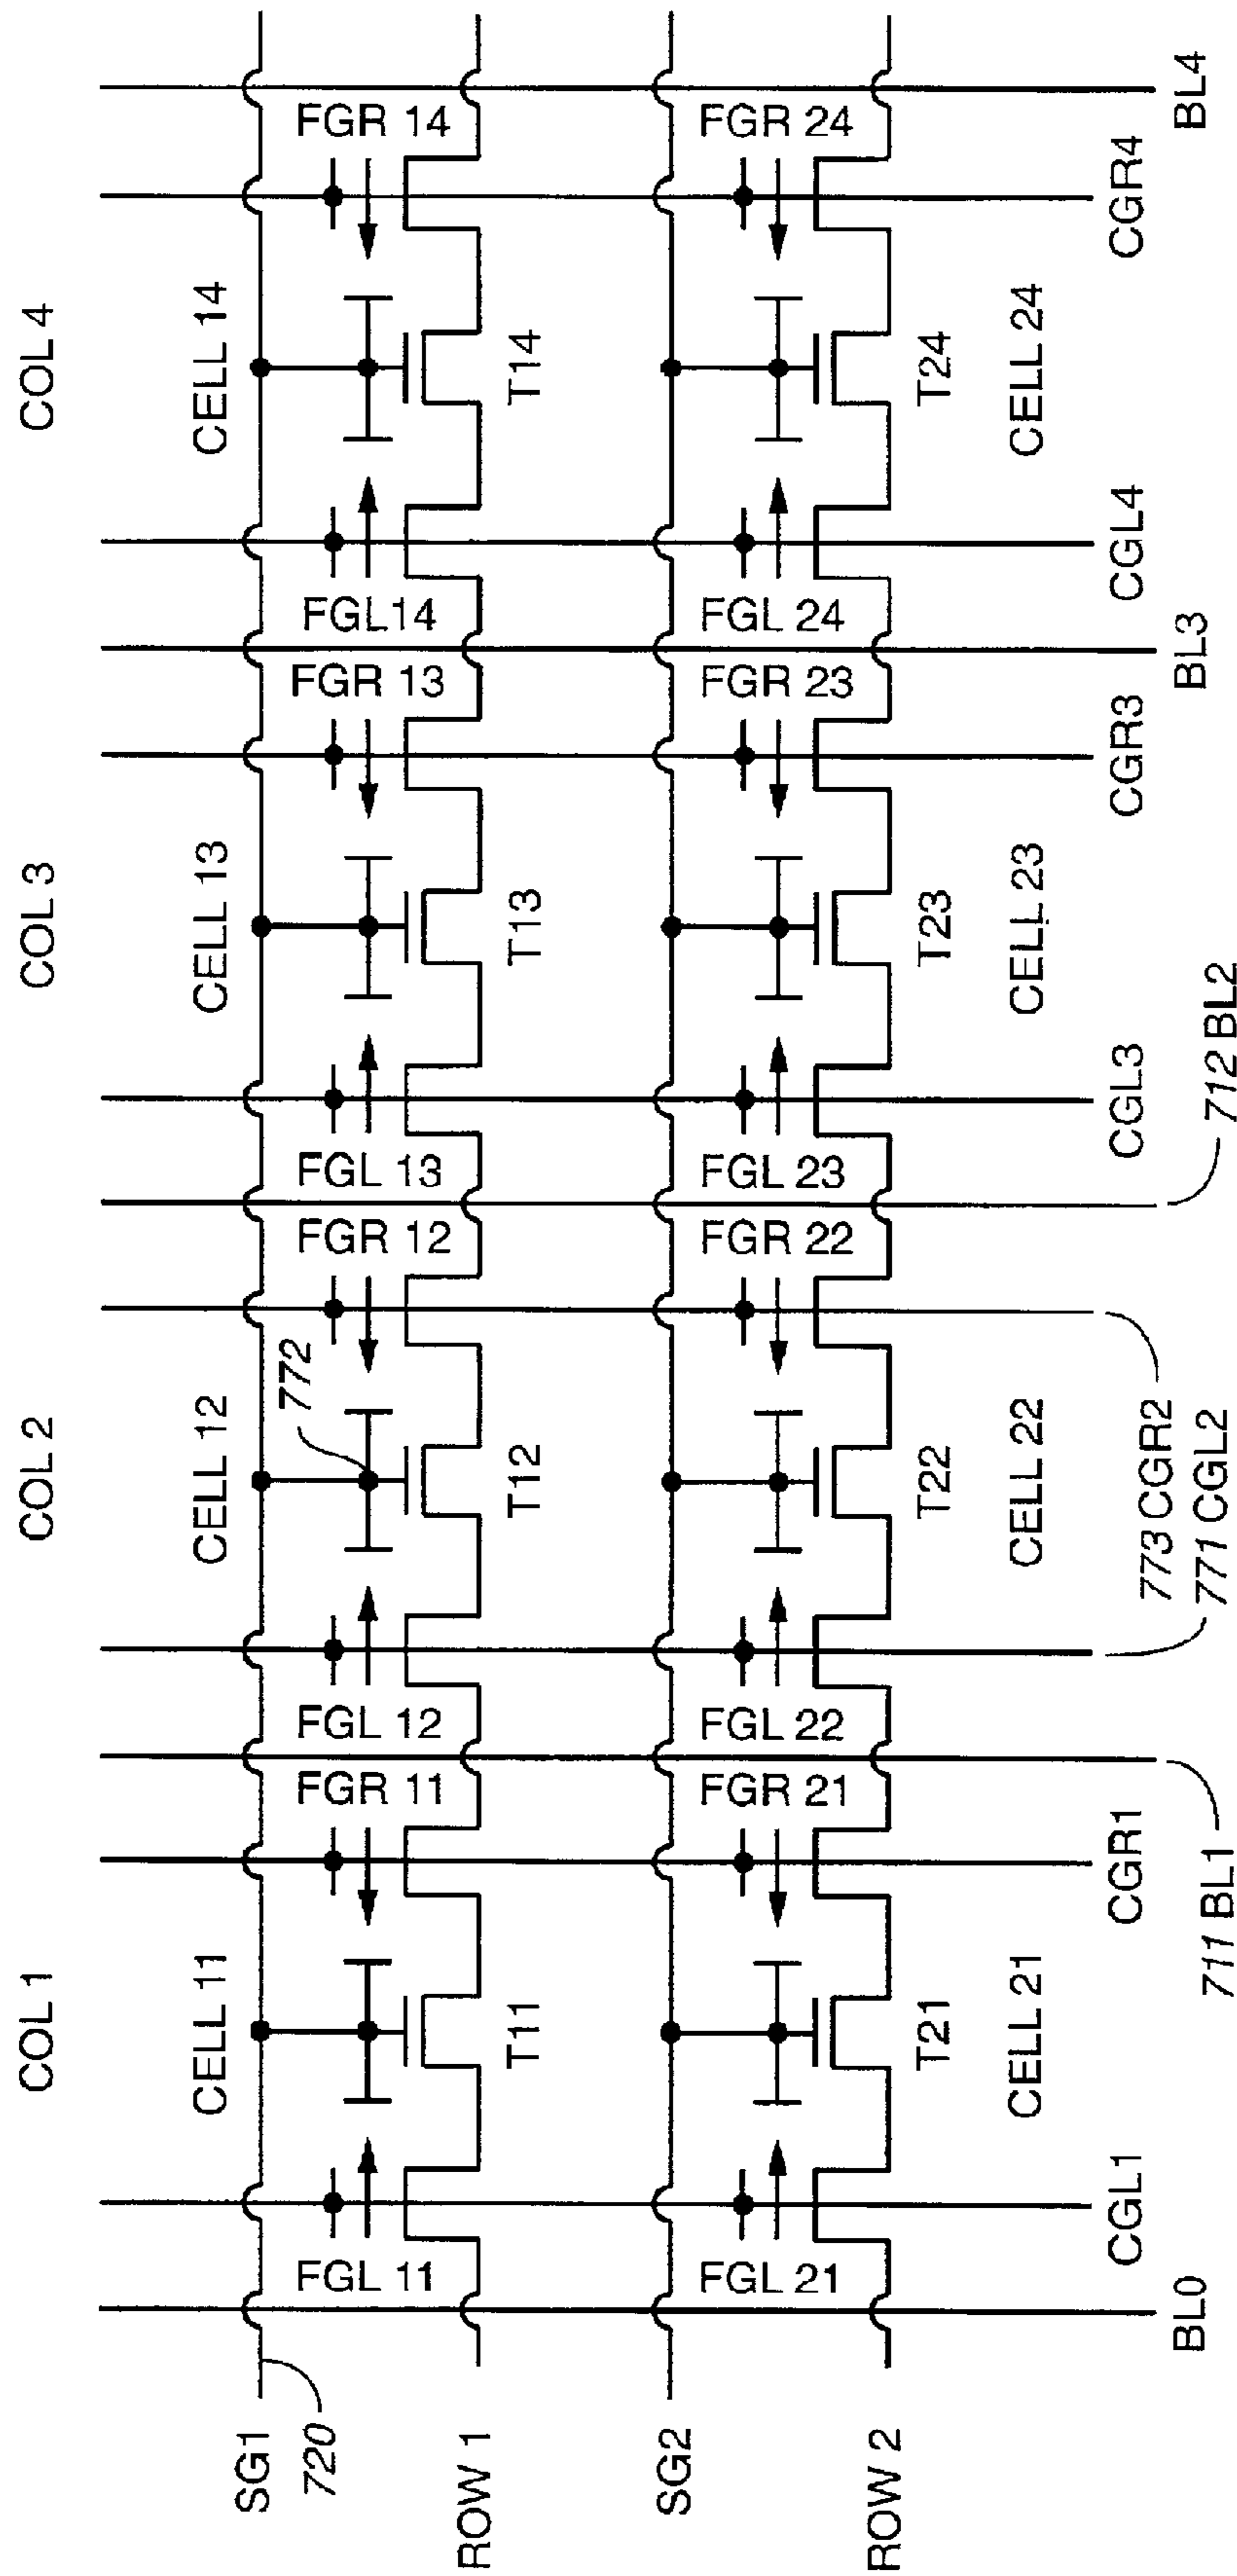 COL 1 COL 2 COL 3 COL 4
CELL 11 CELL 12 CELL 13 CELL 14
SG1
720
772
FGL 11 FGR 11 FGL 12 FGR 12 FGL 13 FGR 13 FGL14 FGR 14
ROW 1
T11 T12 T13 T14
SG2
FGL 21 FGR 21 FGL 22 FGR 22 FGL 23 FGR 23 FGL 24 FGR 24
ROW 2
T21 T22 T23 T24
CELL 21 CELL 22 CELL 23 CELL 24
CGL1 CGR1 CGL3 CGR3 CGL4 CGR4
773 CGR2
771 CGL2
BL0 711 BL1 712 BL2 BL3 BL4